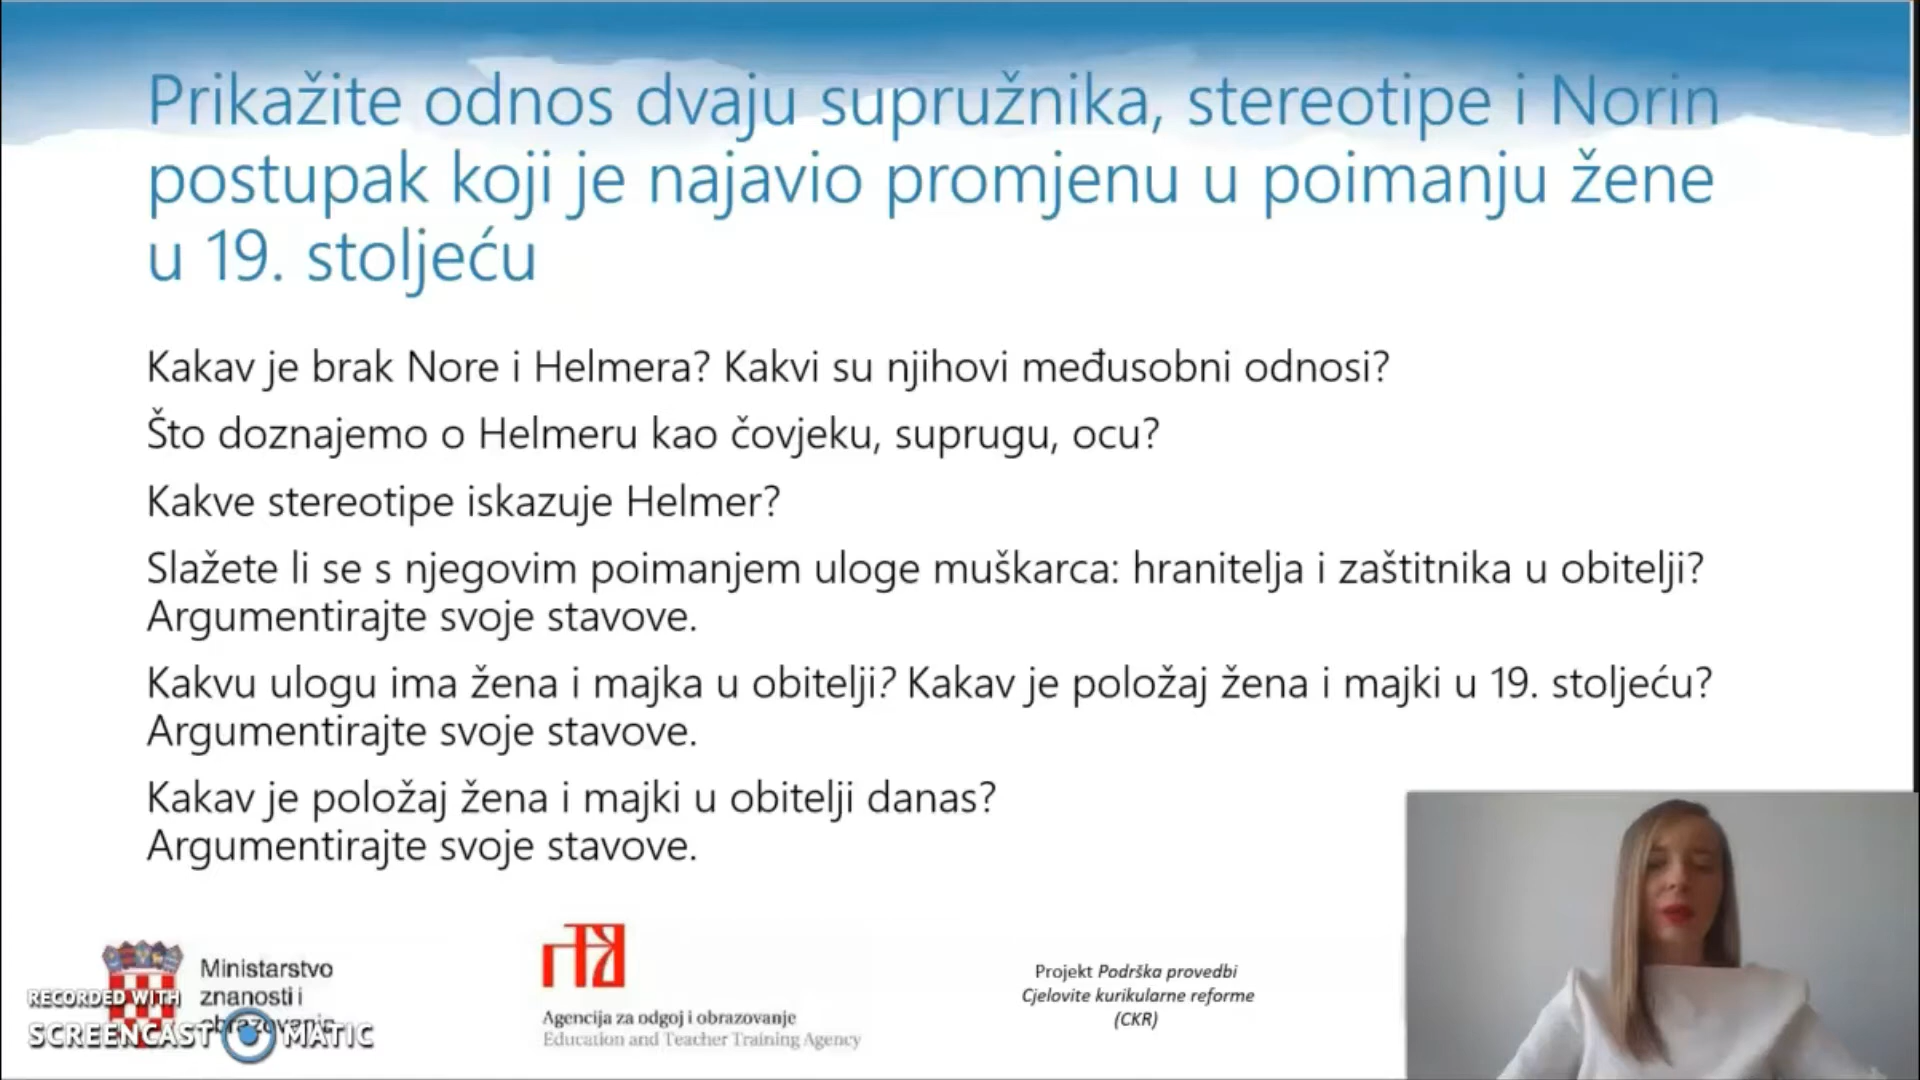 Prikažite odnos dvaju supružnika, stereotipe i Norin
postupak koji je najavio promjenu u poimanju žene
u 19. stoljeću
Kakav je brak Nore i Helmera? Kakvi su njihovi međusobni odnosi?
Što doznajemo o Helmeru kao čovjeku, suprugu, ocu?
Kakve stereotipe iskazuje Helmer?
Slažete li se s njegovim poimanjem uloge muškarca: hranitelja i zaštitnika u obitelji?
Argumentirajte svoje stavove.
Kakvu ulogu ima žena i majka u obitelji? Kakav je položaj žena i majki u 19. stoljeću?
Argumentirajte svoje stavove.
Kakav je položaj žena i majki u obitelji danas?
Argumentirajte svoje stavove.
Ministarstvo
znanosti i
obrazovanja
RECORDED WITH
SCREENCAST MATIC
Agencija za odgoj i obrazovanje
Education and Teacher Training Agency
Projekt Podrška provedbi
Cjelovite kurikularne reforme
(CKR)